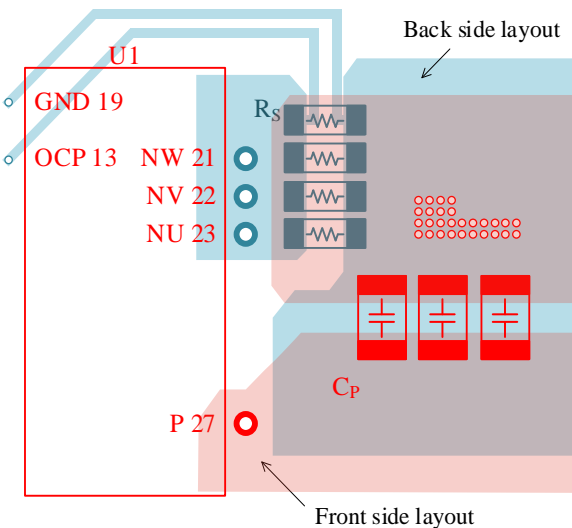 Back side layout
U1
GND 19
RS
OCP 13
NW 21
NV 22
NU 23
CP
P 27
Front side layout